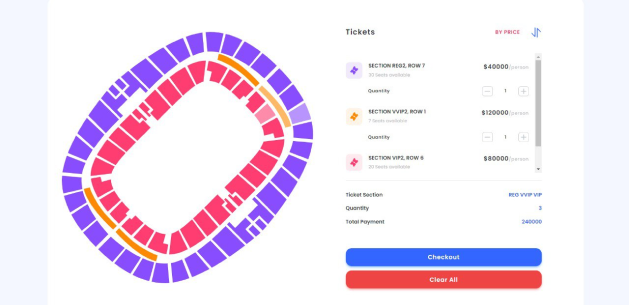 Tickets
BY PRICE
SECTION REG2, ROW 7
$40000/person
30 Seats available
Quantity
1
SECTION VVIP2, ROW 1
$120000/person
7 Seats available
Quantity
1
SECTION VIP2, ROW 6
$80000/person
20 Seats available
Ticket Section
REG VVIP VIP
Quantity
3
Total Payment
240000
Checkout
Clear All